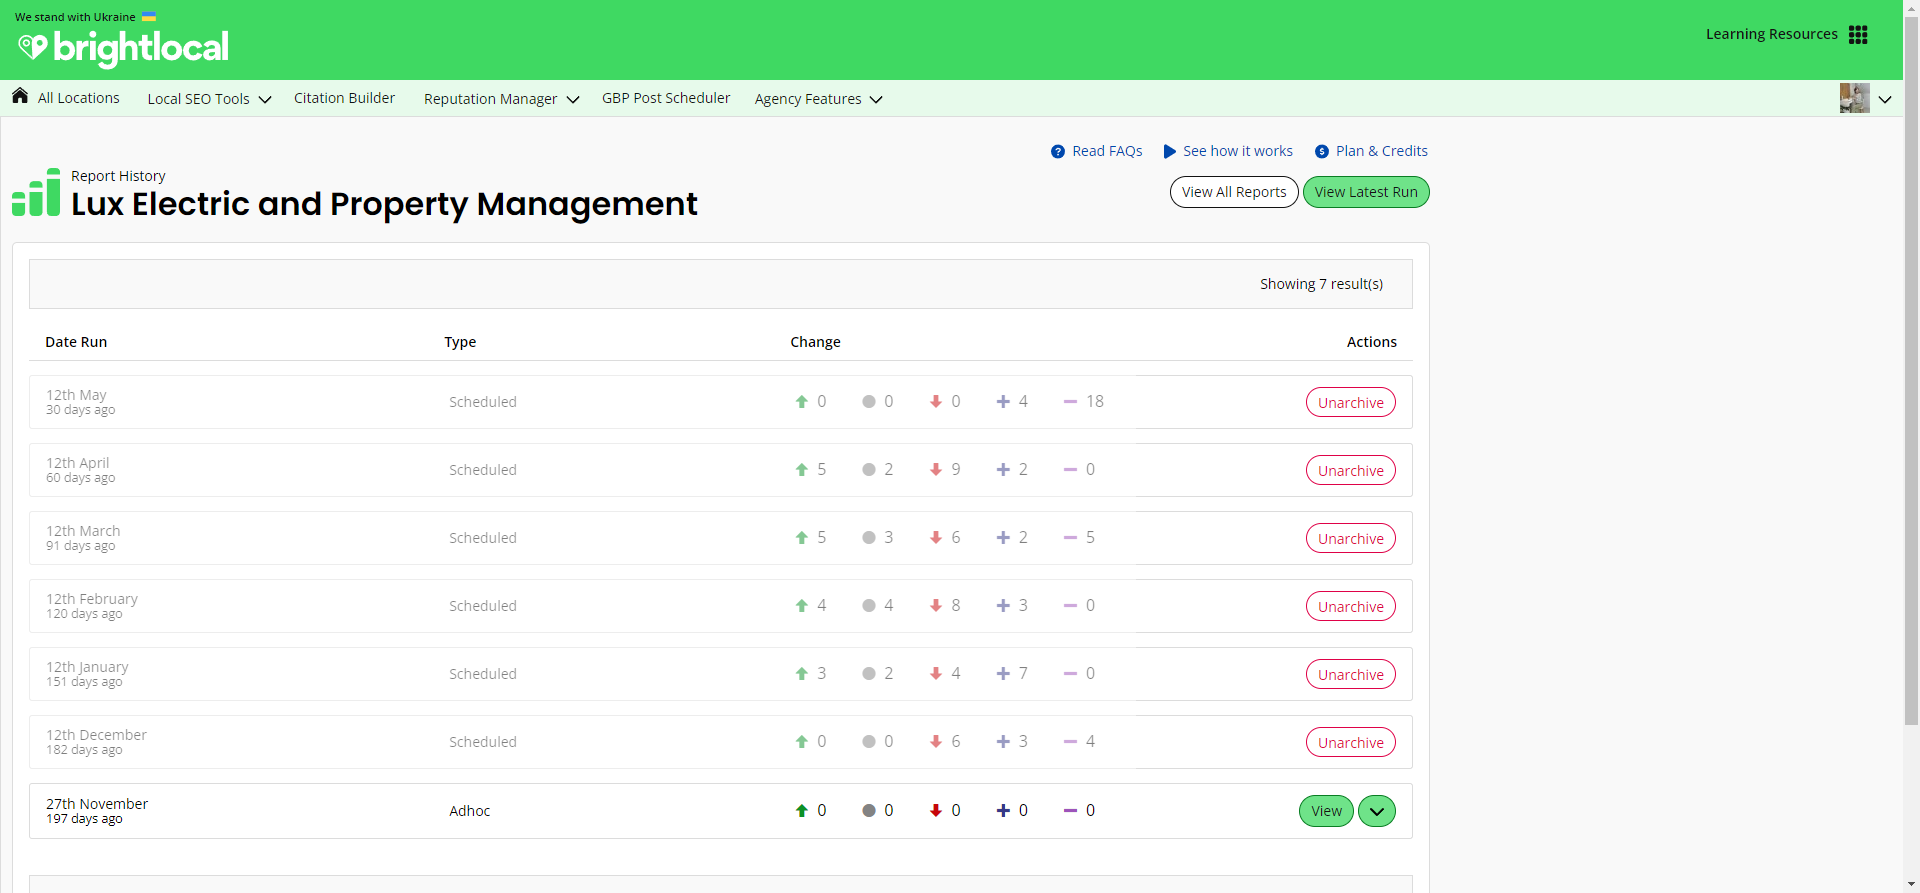 We stand with Ukraine
brightlocal
Learning Resources
All Locations
Local SEO Tools
Citation Builder
Reputation Manager
GBP Post Scheduler
Agency Features
Read FAQs
See how it works
Plan & Credits
Report History
Lux Electric and Property Management
View All Reports
View Latest Run
Showing 7 result(s)
Date Run Type Change Actions
12th May
30 days ago
Scheduled
0 0 0 4 18
Unarchive
12th April
60 days ago
Scheduled
5 2 9 2 0
Unarchive
12th March
91 days ago
Scheduled
5 3 6 2 5
Unarchive
12th February
120 days ago
Scheduled
4 4 8 3 0
Unarchive
12th January
151 days ago
Scheduled
3 2 4 7 0
Unarchive
12th December
182 days ago
Scheduled
0 0 6 3 4
Unarchive
27th November
197 days ago
Adhoc
0 0 0 0 0
View